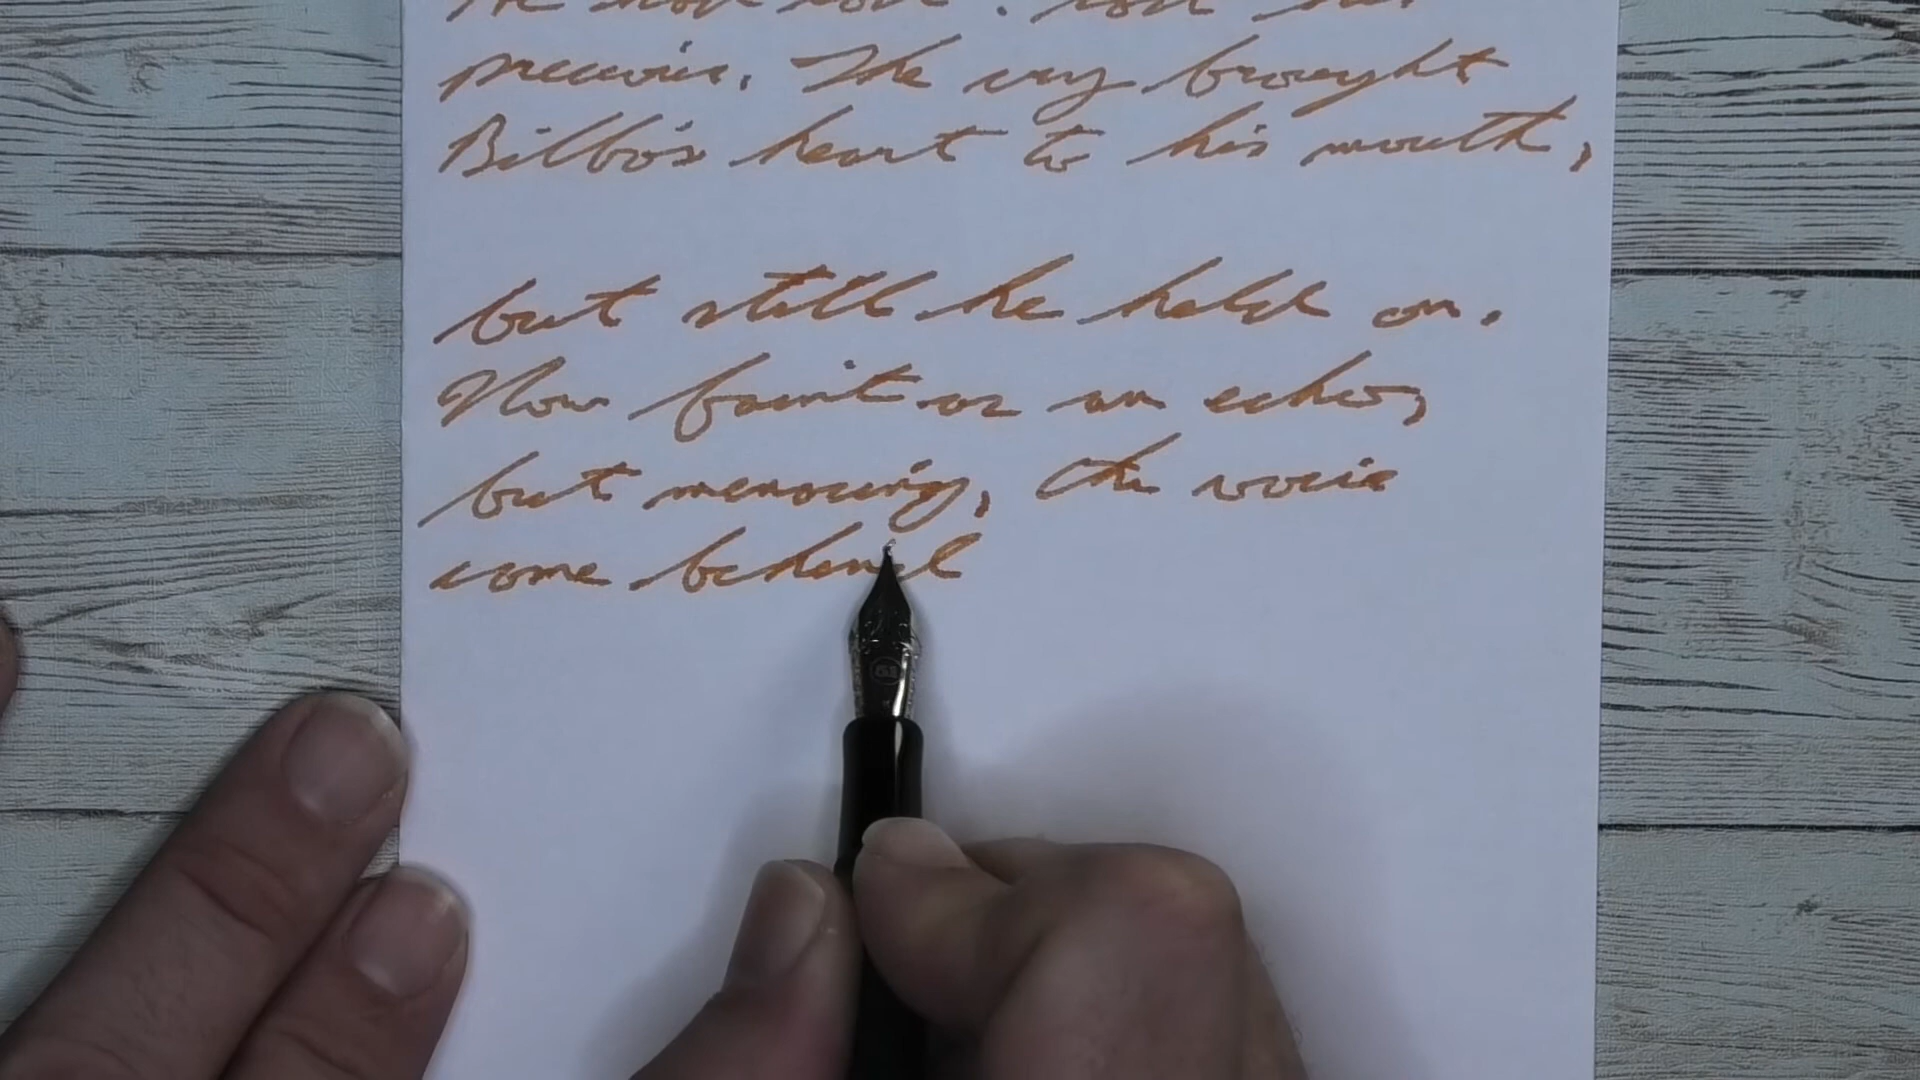 precious. The cry brought
Bilbo's heart to his mouth,
but still he held on.
Now faint as an echo,
but menacing, the voice
came behind